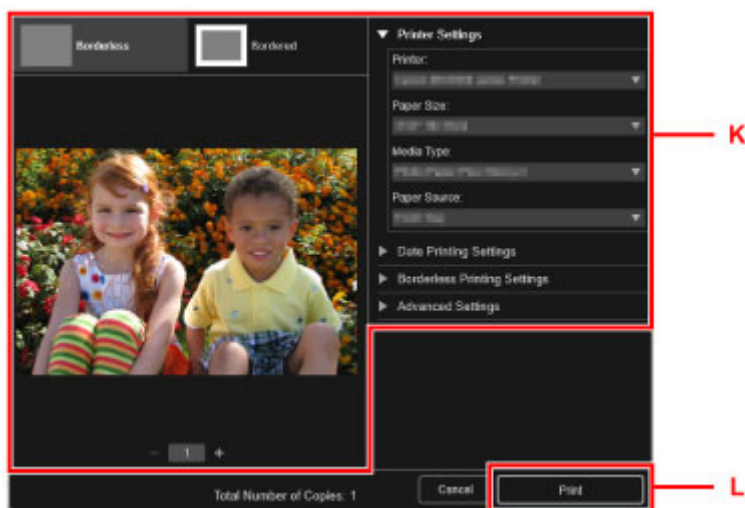 Borderless
Bordered
▼ Printer Settings
Printer:
Paper Size:
Media Type:
Paper Source:
▶ Date Printing Settings
▶ Borderless Printing Settings
▶ Advanced Settings
K
− 1 +
Total Number of Copies: 1
Cancel
Print
L